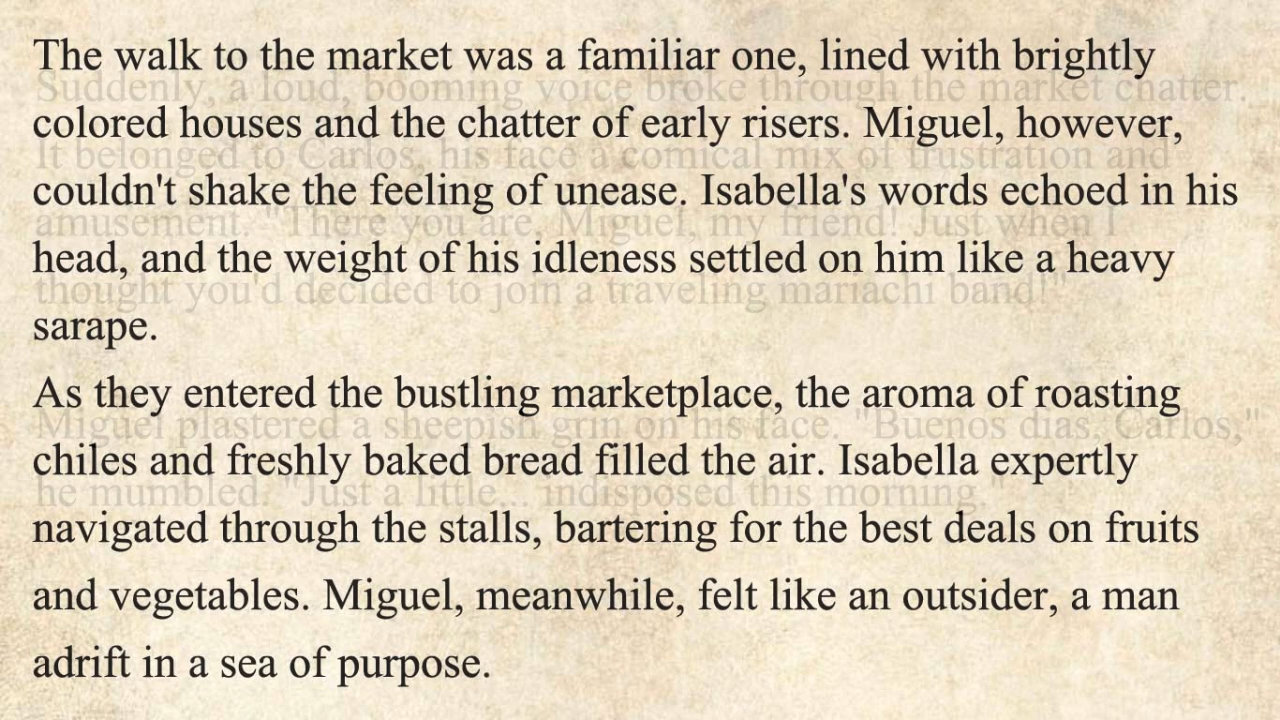 The walk to the market was a familiar one, lined with brightly
Suddenly, a loud, booming voice broke through the market chatter.
colored houses and the chatter of early risers. Miguel, however,
It belonged to Carlos, his face a comical mix of frustration and
couldn't shake the feeling of unease. Isabella's words echoed in his
amusement. "There you are, Miguel, my friend! Just when I
head, and the weight of his idleness settled on him like a heavy
thought you'd decided to join a traveling mariachi band!"
sarape.
As they entered the bustling marketplace, the aroma of roasting
Miguel plastered a sheepish grin on his face. "Buenos días, Carlos,"
chiles and freshly baked bread filled the air. Isabella expertly
he mumbled. "Just a little... indisposed this morning."
navigated through the stalls, bartering for the best deals on fruits
and vegetables. Miguel, meanwhile, felt like an outsider, a man
adrift in a sea of purpose.